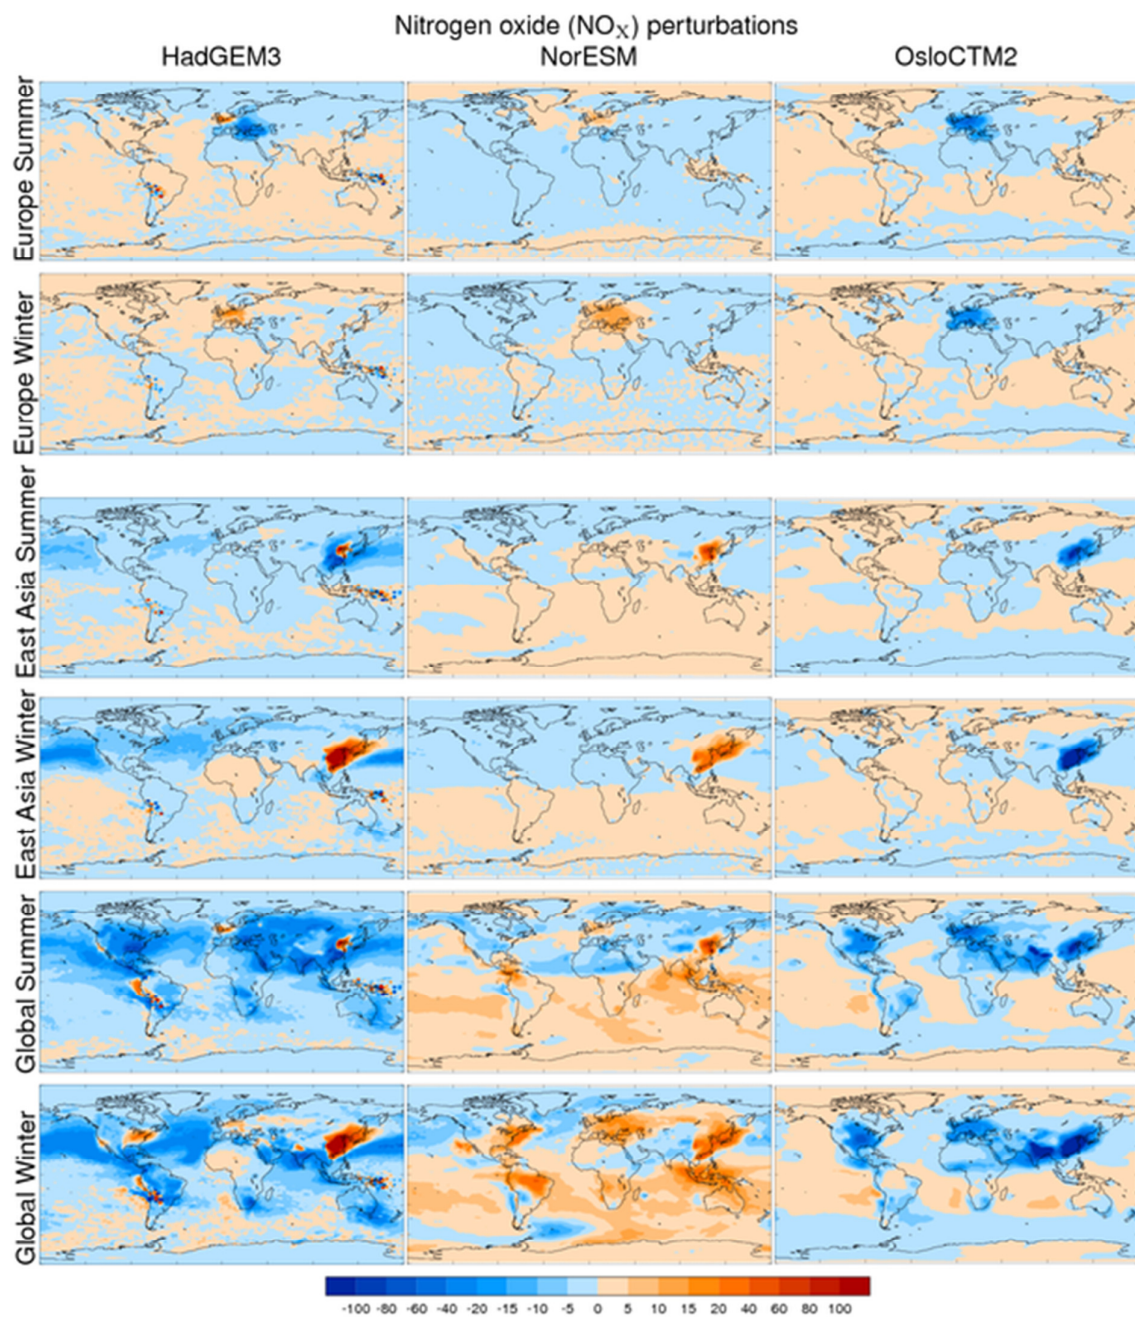 Nitrogen oxide (NOX) perturbations
HadGEM3 NorESM OsloCTM2
Europe Summer
Europe Winter
East Asia Summer
East Asia Winter
Global Summer
Global Winter
-100 -80 -60 -40 -20 -15 -10 -5 0 5 10 15 20 40 60 80 100